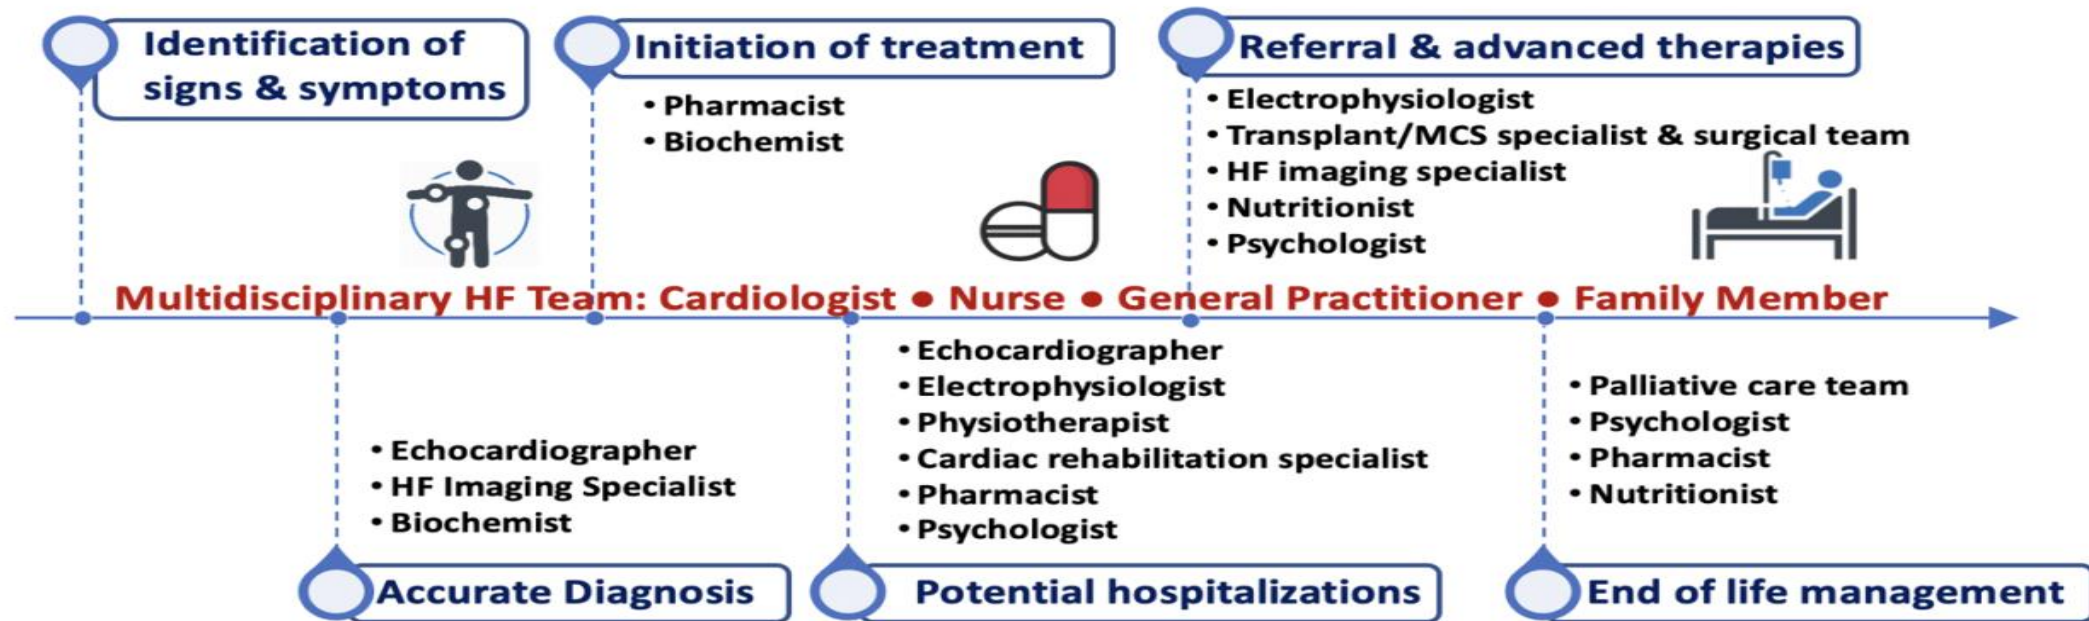 Identification of
signs & symptoms
Initiation of treatment
• Pharmacist
• Biochemist
Referral & advanced therapies
• Electrophysiologist
• Transplant/MCS specialist & surgical team
• HF imaging specialist
• Nutritionist
• Psychologist
Multidisciplinary HF Team: Cardiologist ● Nurse ● General Practitioner ● Family Member
• Echocardiographer
• HF Imaging Specialist
• Biochemist
Accurate Diagnosis
• Echocardiographer
• Electrophysiologist
• Physiotherapist
• Cardiac rehabilitation specialist
• Pharmacist
• Psychologist
Potential hospitalizations
• Palliative care team
• Psychologist
• Pharmacist
• Nutritionist
End of life management